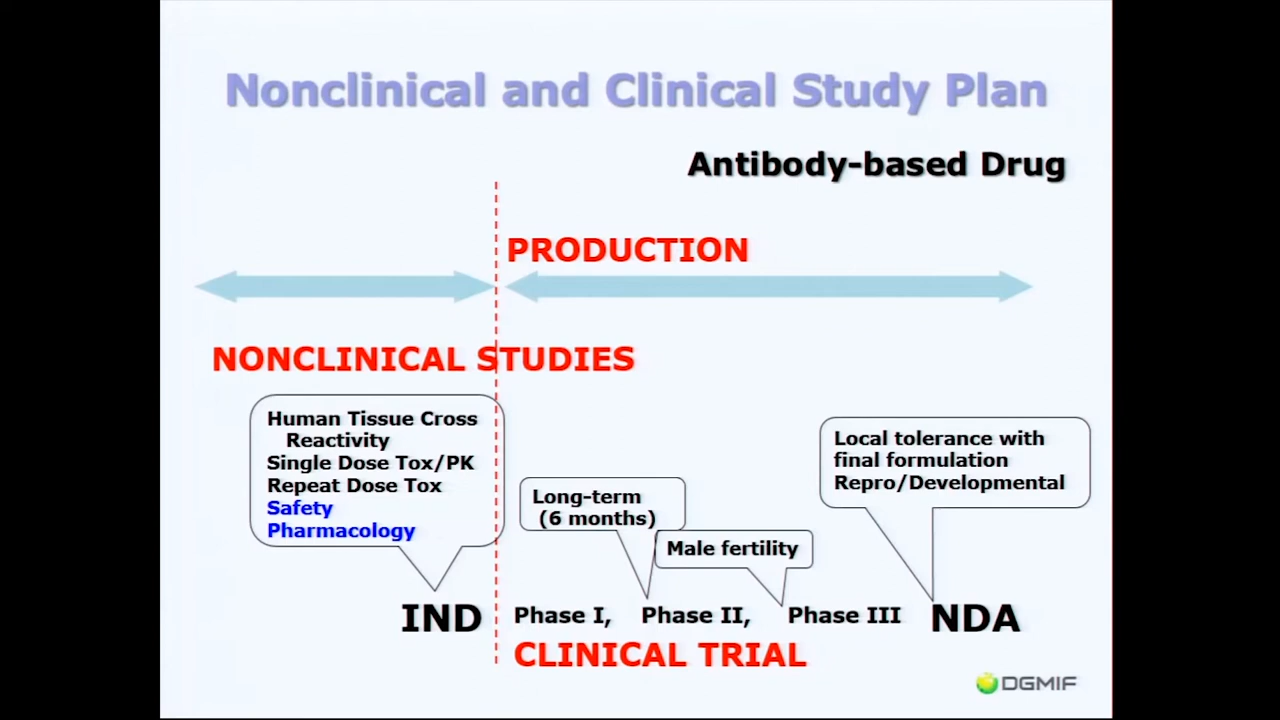 Nonclinical and Clinical Study Plan
Antibody-based Drug
PRODUCTION
NONCLINICAL STUDIES
Human Tissue Cross
Reactivity
Single Dose Tox/PK
Repeat Dose Tox
Safety
Pharmacology
Long-term
(6 months)
Male fertility
Local tolerance with
final formulation
Repro/Developmental
IND Phase I, Phase II, Phase III NDA
CLINICAL TRIAL
DGMIF